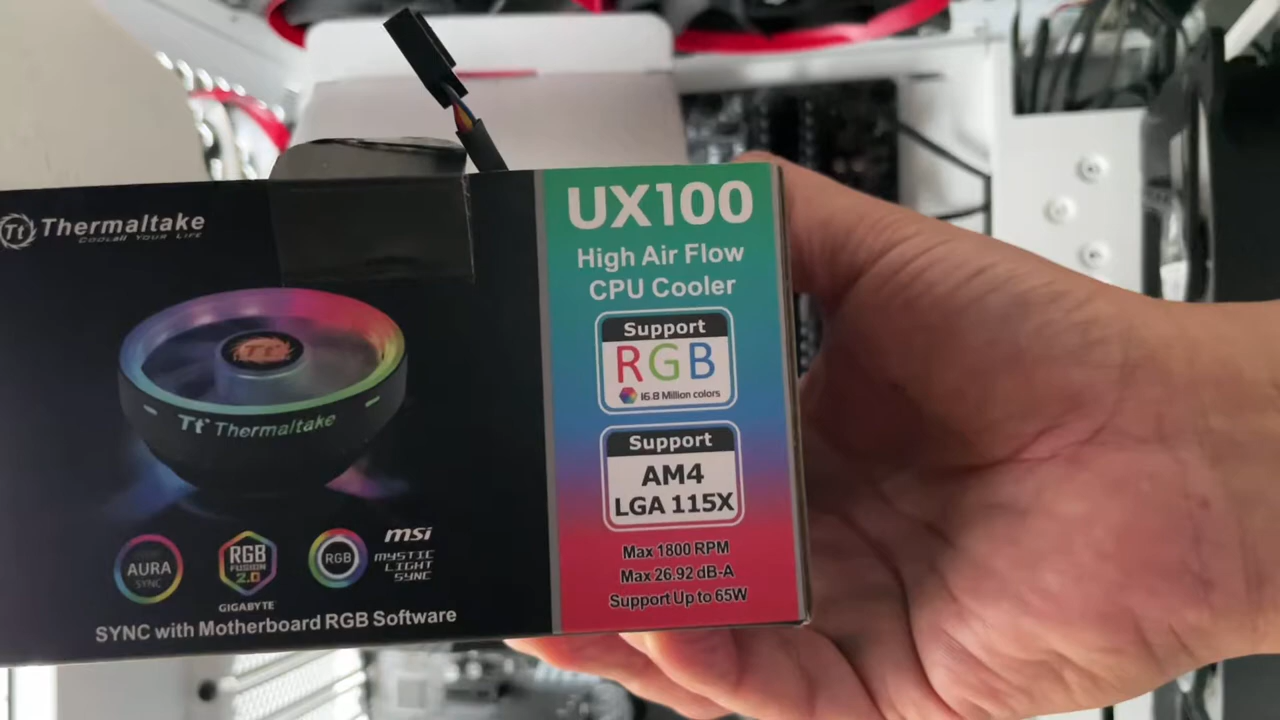 Tt Thermaltake
COOLall YOUR LIFE
Tt
Tt Thermaltake
AURA
SYNC
RGB
FUSION
2.0
GIGABYTE
RGB
msi
MYSTIC
LIGHT
SYNC
SYNC with Motherboard RGB Software
UX100
High Air Flow
CPU Cooler
Support
RGB
16.8 Million colors
Support
AM4
LGA 115X
Max 1800 RPM
Max 26.92 dB-A
Support Up to 65W